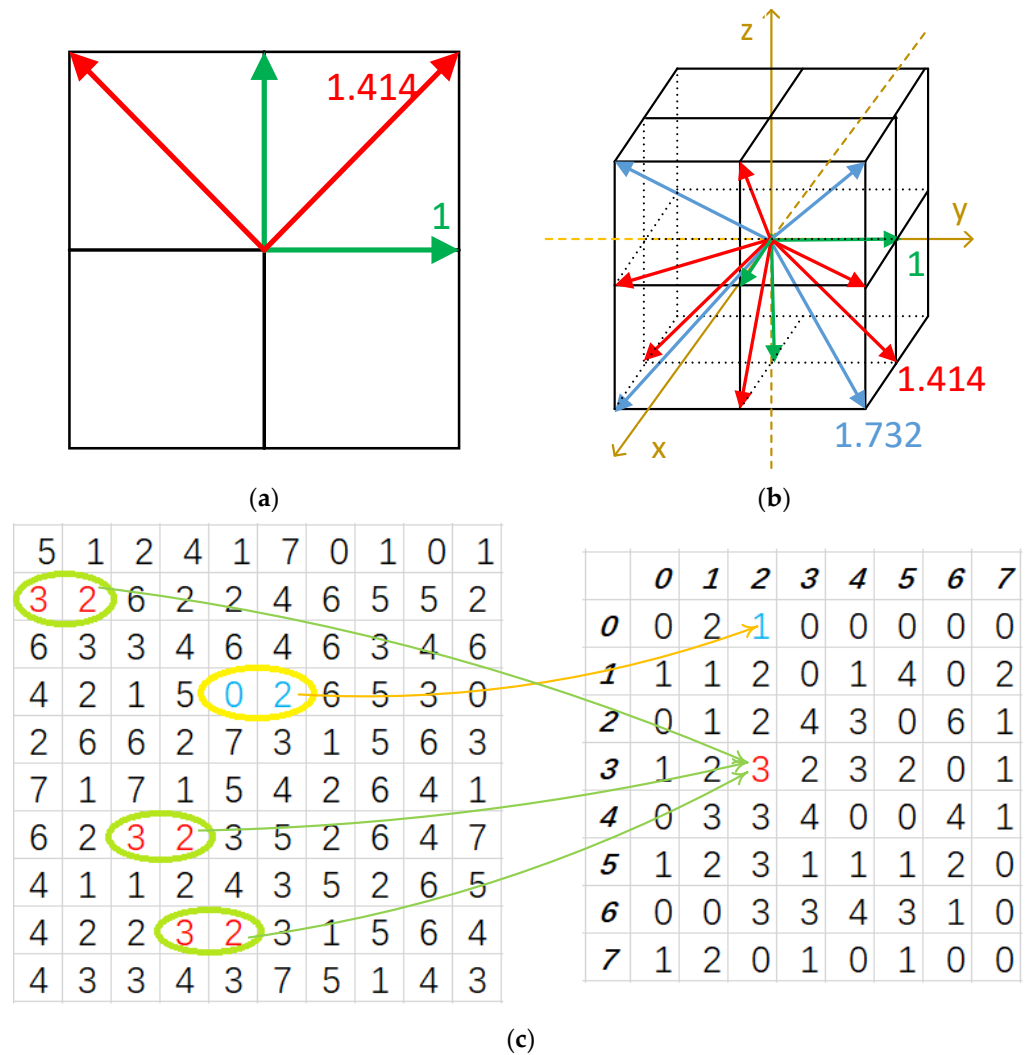 1.414
1
(a)
z
y
1
1.414
1.732
x
(b)
5 1 2 4 1 7 0 1 0 1
3 2 6 2 2 4 6 5 5 2
6 3 3 4 6 4 6 3 4 6
4 2 1 5 0 2 6 5 3 0
2 6 6 2 7 3 1 5 6 3
7 1 7 1 5 4 2 6 4 1
6 2 3 2 3 5 2 6 4 7
4 1 1 2 4 3 5 2 6 5
4 2 2 3 2 3 1 5 6 4
4 3 3 4 3 7 5 1 4 3
0 1 2 3 4 5 6 7
0 0 2 1 0 0 0 0 0
1 1 1 2 0 1 4 0 2
2 0 1 2 4 3 0 6 1
3 1 2 3 2 3 2 0 1
4 0 3 3 4 0 0 4 1
5 1 2 3 1 1 1 2 0
6 0 0 3 3 4 3 1 0
7 1 2 0 1 0 1 0 0
(c)